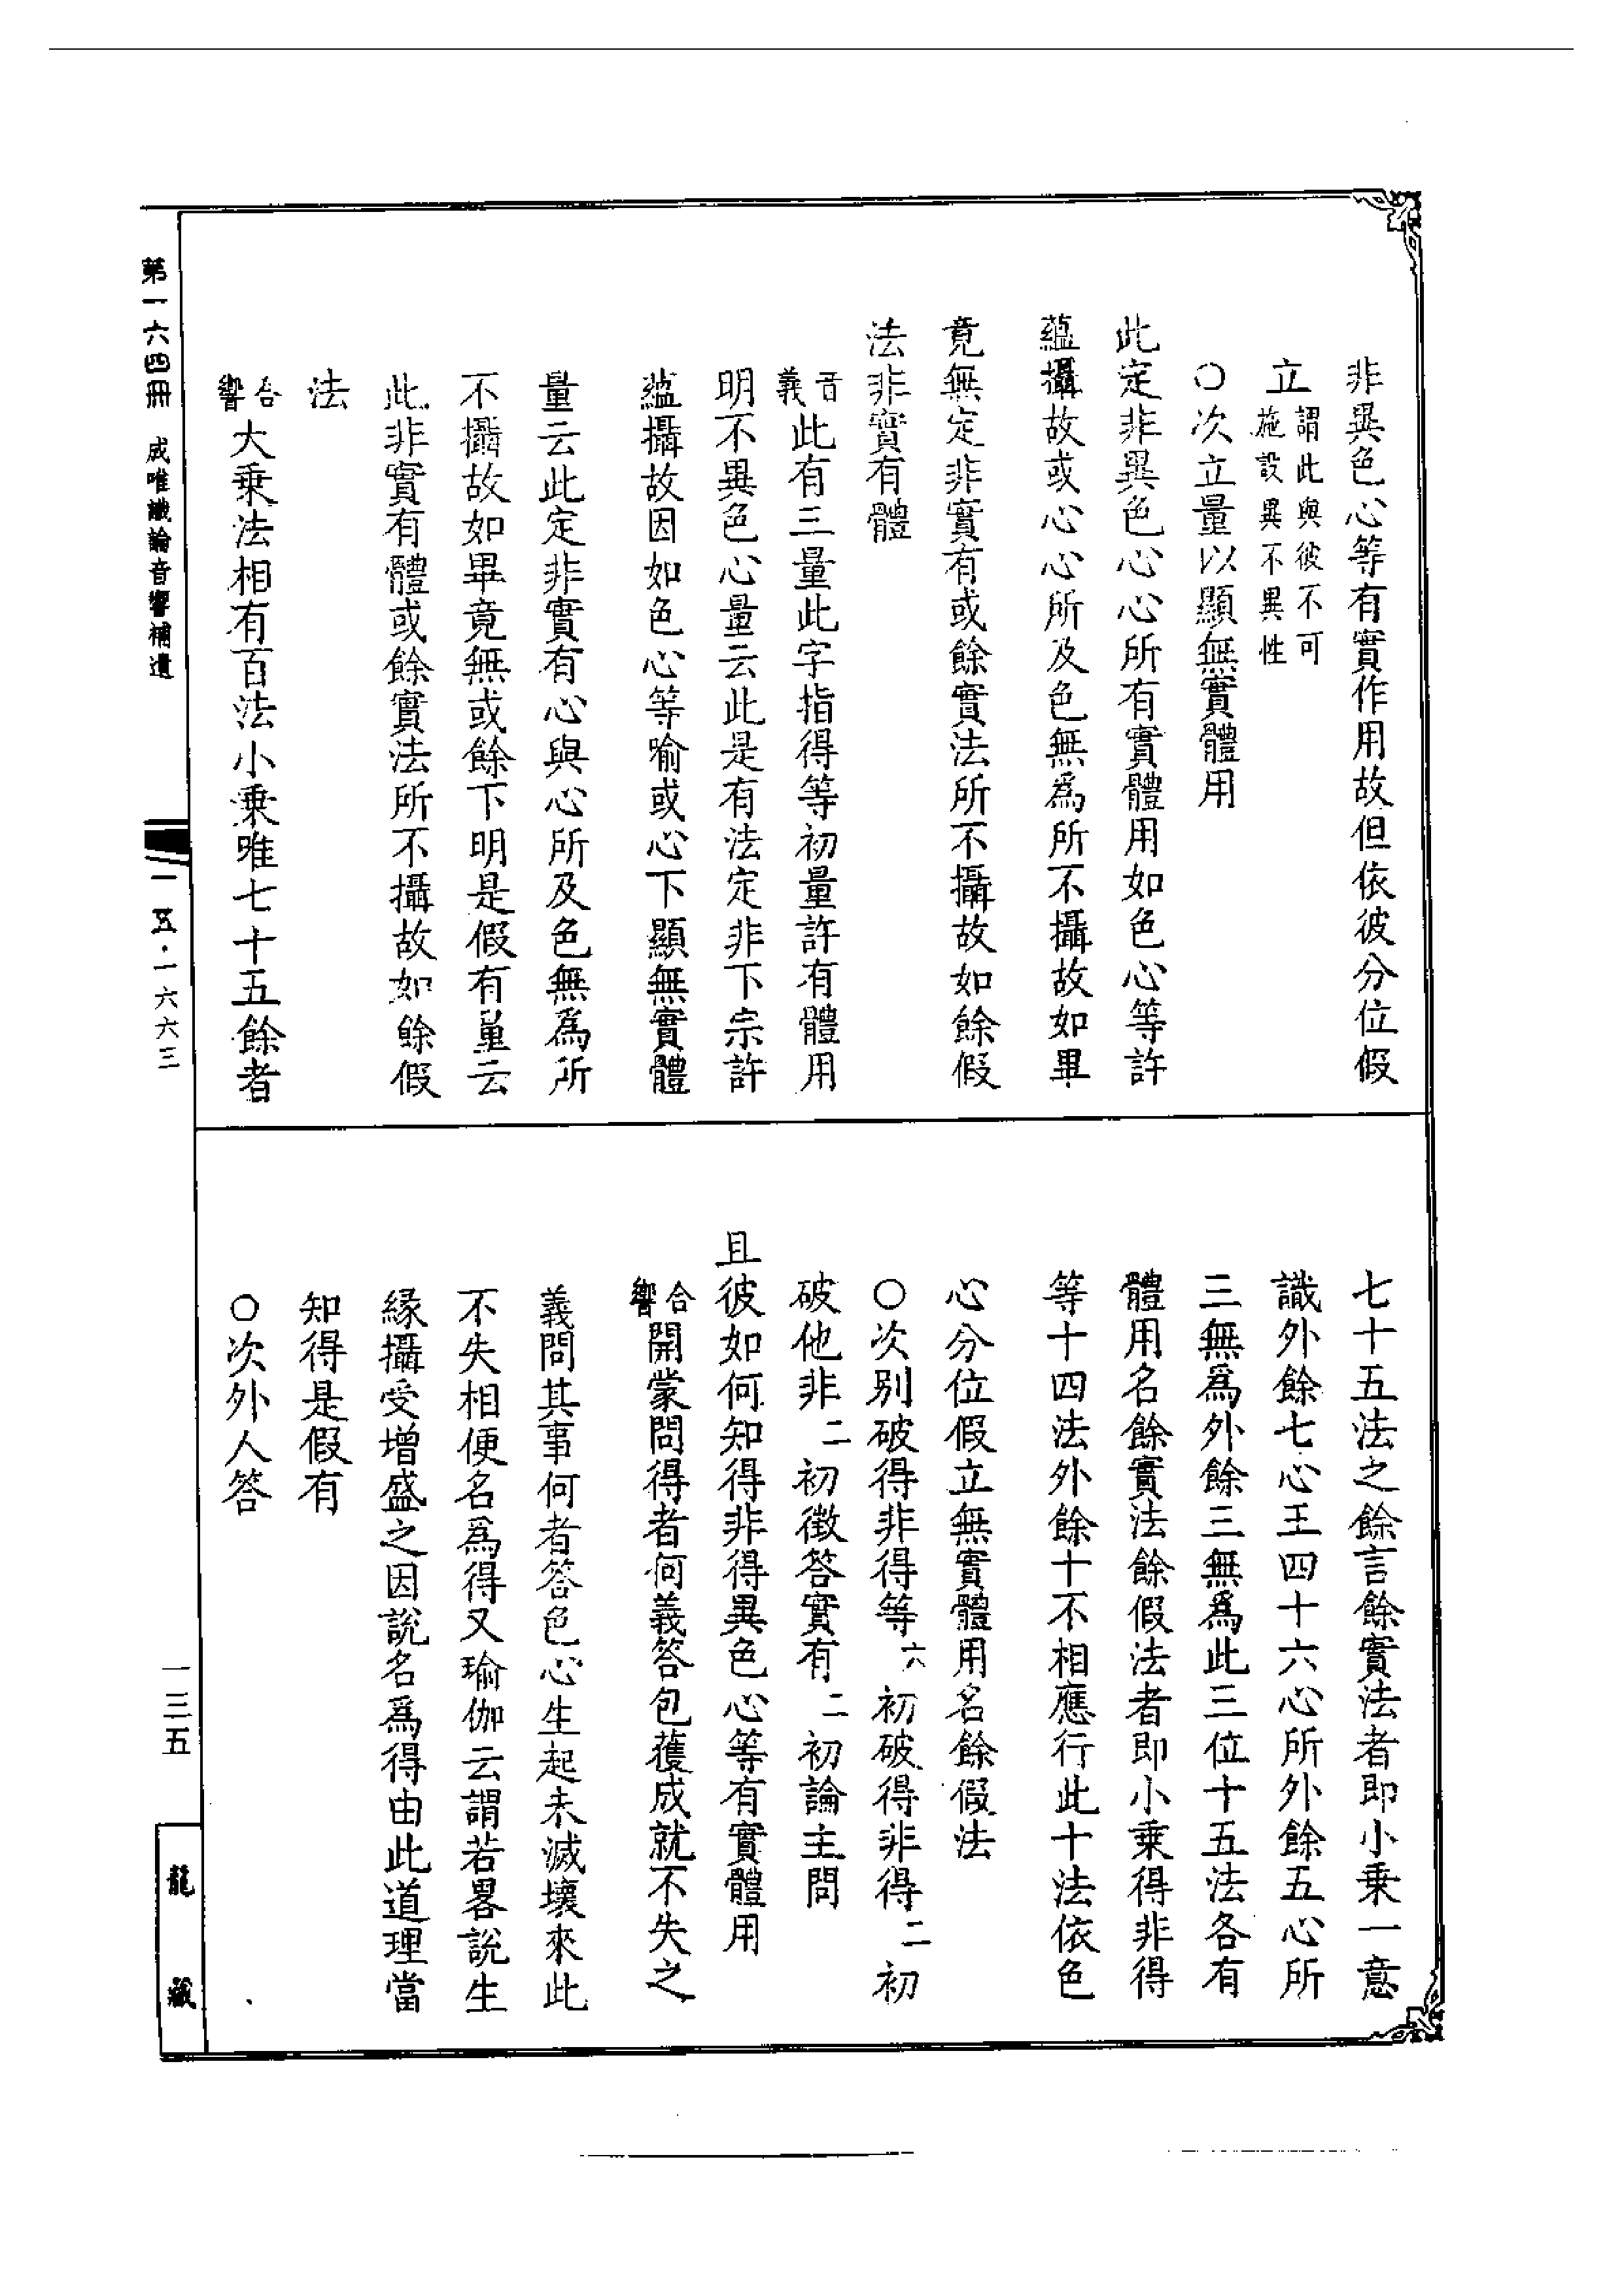 非異色心等有實作用故但依彼分位假
立謂此與彼不可施設異不異性
○次立量以顯無實體用
此定非異色心心所有實體用如色心等許
蘊攝故或心心所及色無爲所不攝故如畢
竟無定非實有或餘實法所不攝故如餘假
法非實有體
音義此有三量此字指得等初量許有體用
明不異色心量云此是有法定非下宗許
蘊攝故因如色心等喻或心下顯無實體
量云此定非實有心與心所及色無爲所
不攝故如畢竟無或餘下明是假有量云
此非實有體或餘實法所不攝故如餘假
法
合響大乗法相有百法小乗唯七十五餘者
七十五法之餘言餘實法者即小乗一意
識外餘七心王四十六心所外餘五心所
三無爲外餘三無爲此三位十五法各有
體用名餘實法餘假法者即小乗得非得
等十四法外餘十不相應行此十法依色
心分位假立無實體用名餘假法
○次別破得非得等六初破得非得二初
破他非二初徵答實有二初論主問
且彼如何知得非得異色心等有實體用
合響開蒙問得者何義答包蘊成就不失之
義問其事何者答色心生起未滅壞來此
不失相便名爲得又瑜伽云謂若畧說生
緣攝受增盛之因說名爲得由此道理當
知得是假有
○次外人答
第一六四冊 成唯識論音響補遺
一五·一六六三
一三五
龍藏